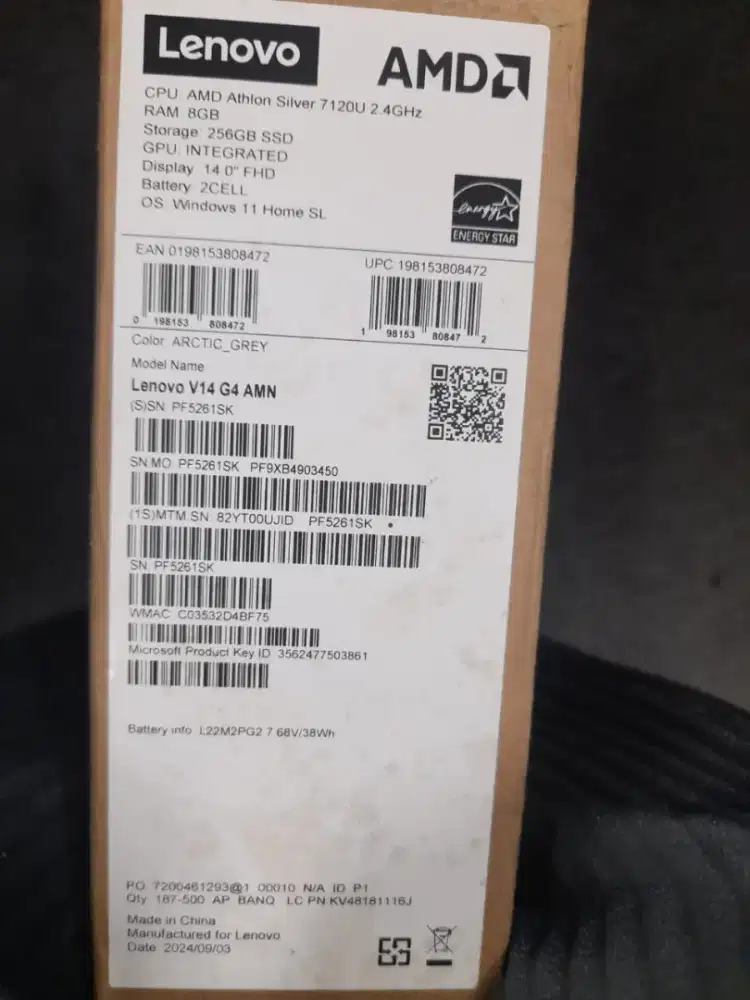 Lenovo
AMD
CPU AMD Athlon Silver 7120U 2.4GHz
RAM 8GB
Storage 256GB SSD
GPU INTEGRATED
Display 14 0" FHD
Battery 2CELL
OS Windows 11 Home SL
energy
ENERGY STAR
EAN 0198153808472
0 198153 808472
UPC 198153808472
1 98153 80847 2
Color ARCTIC_GREY
Model Name
Lenovo V14 G4 AMN
(S)SN PF5261SK
SN.MO PF5261SK PF9XB4903450
(1S)MTM.SN 82YT00UJID PF5261SK
SN PF5261SK
WMAC C03532D4BF75
Microsoft Product Key ID 3562477503861
Battery info L22M2PG2 7 68V/38Wh
PO 7200461293@1 00010 N/A ID P1
Qty 187-500 AP BANQ LC PN KV48181116J
Made in China
Manufactured for Lenovo
Date 2024/09/03